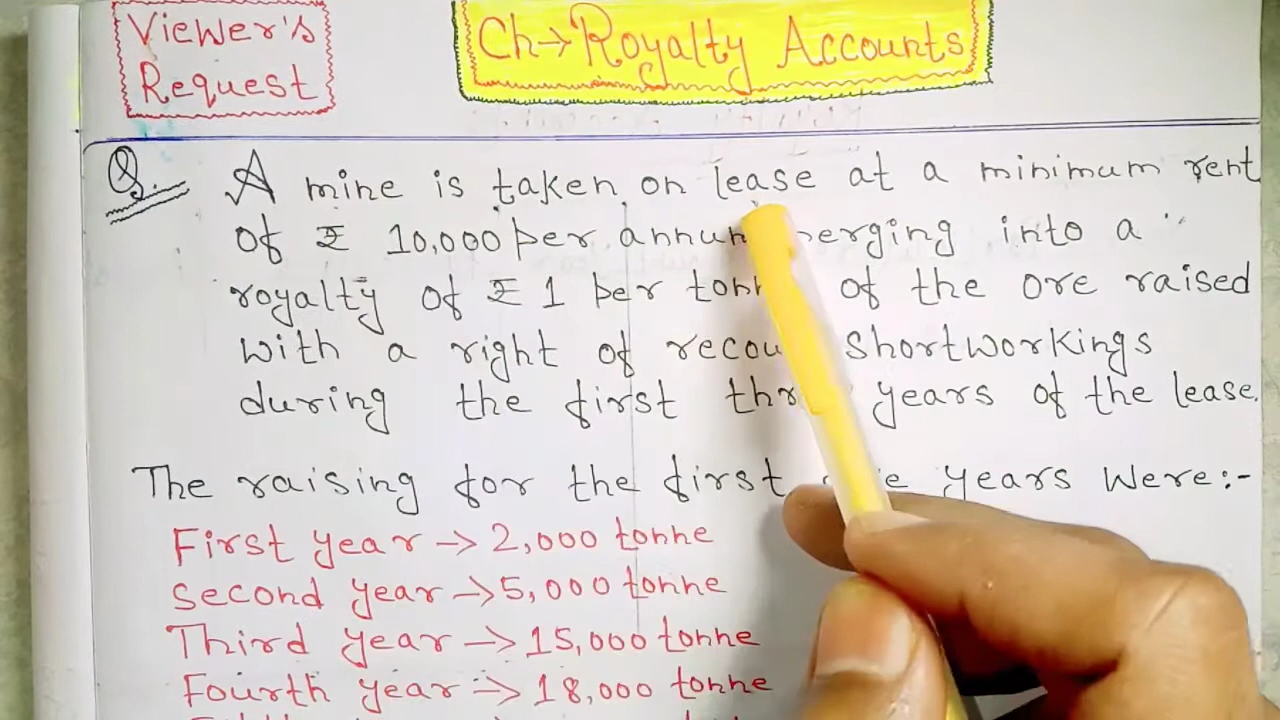 Viewer's
Request
Ch→ Royalty Accounts
Q. A mine is taken on lease at a minimum rent
of ₹ 10,000 per annum merging into a
royalty of ₹ 1 per tonne of the ore raised
with a right of shortworkings
during the first three years of the lease.
The raising for the first years were:-
First year → 2,000 tonne
Second year → 5,000 tonne
Third year → 15,000 tonne
Fourth year → 18,000 tonne